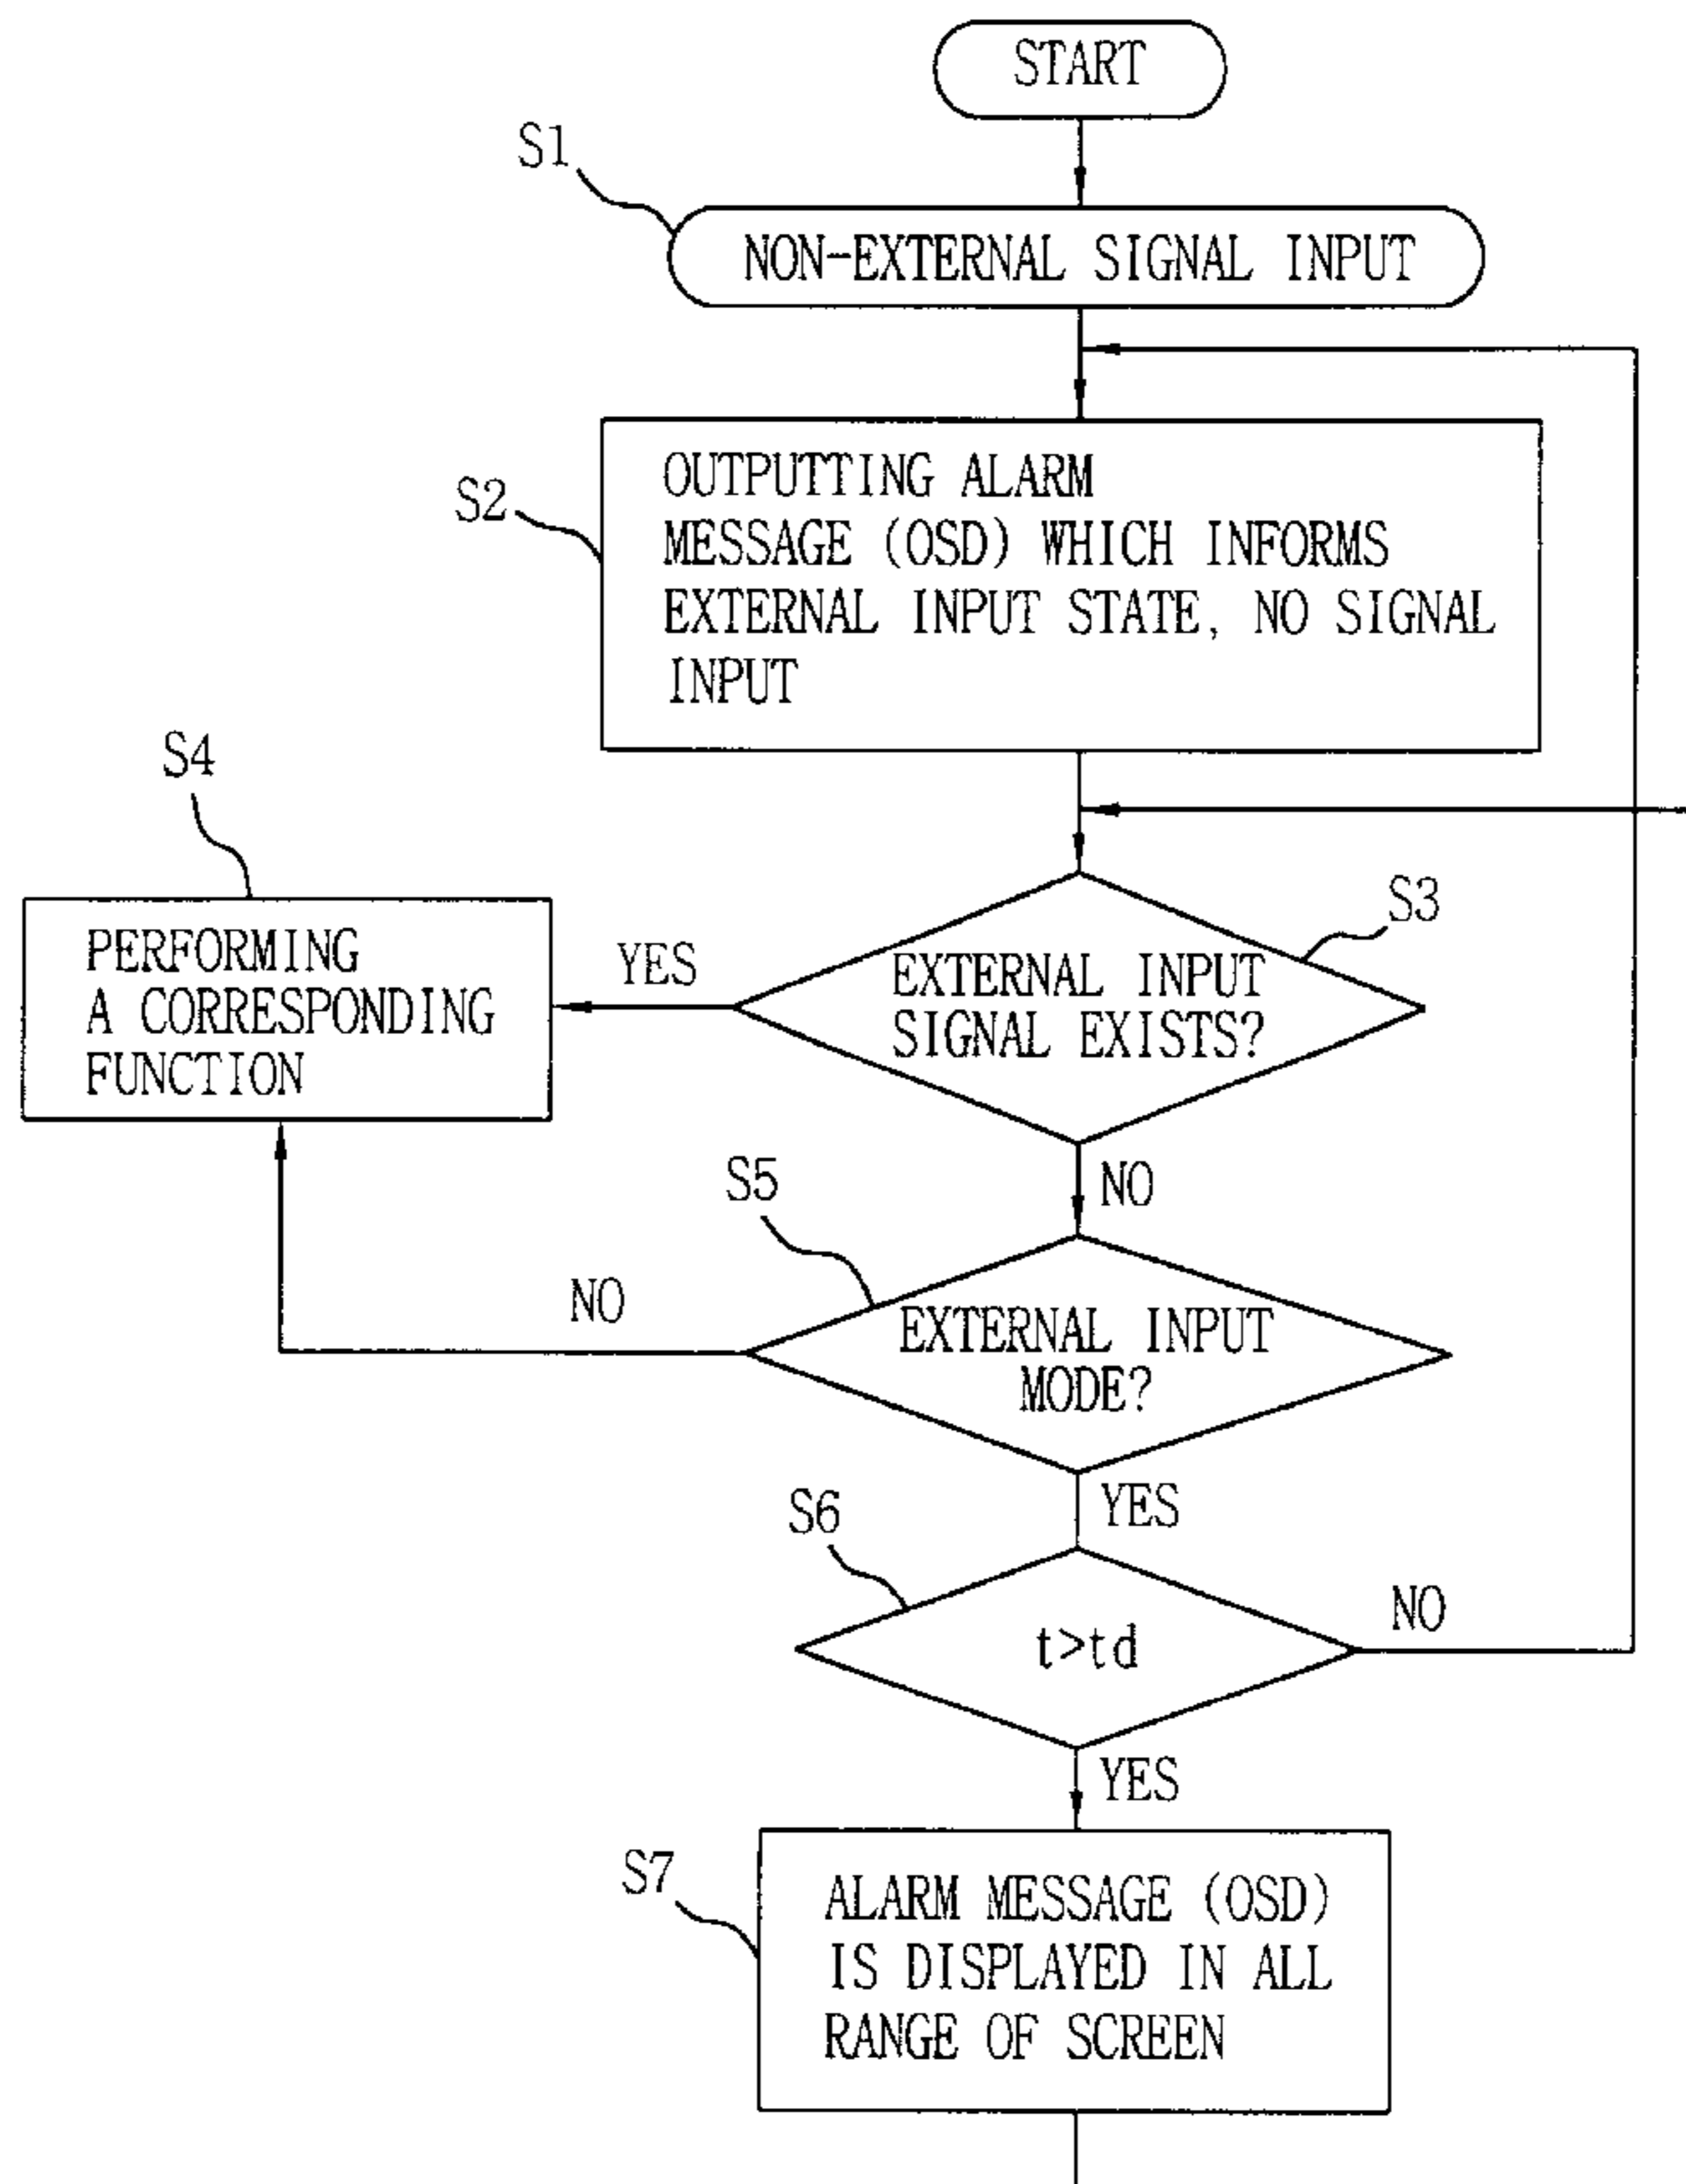 START
S1
NON-EXTERNAL SIGNAL INPUT
S2
OUTPUTTING ALARM
MESSAGE (OSD) WHICH INFORMS
EXTERNAL INPUT STATE, NO SIGNAL
INPUT
S4
PERFORMING
A CORRESPONDING
FUNCTION
YES
S3
EXTERNAL INPUT
SIGNAL EXISTS?
NO
S5
NO
EXTERNAL INPUT
MODE?
YES
S6
t>td
NO
YES
S7
ALARM MESSAGE (OSD)
IS DISPLAYED IN ALL
RANGE OF SCREEN